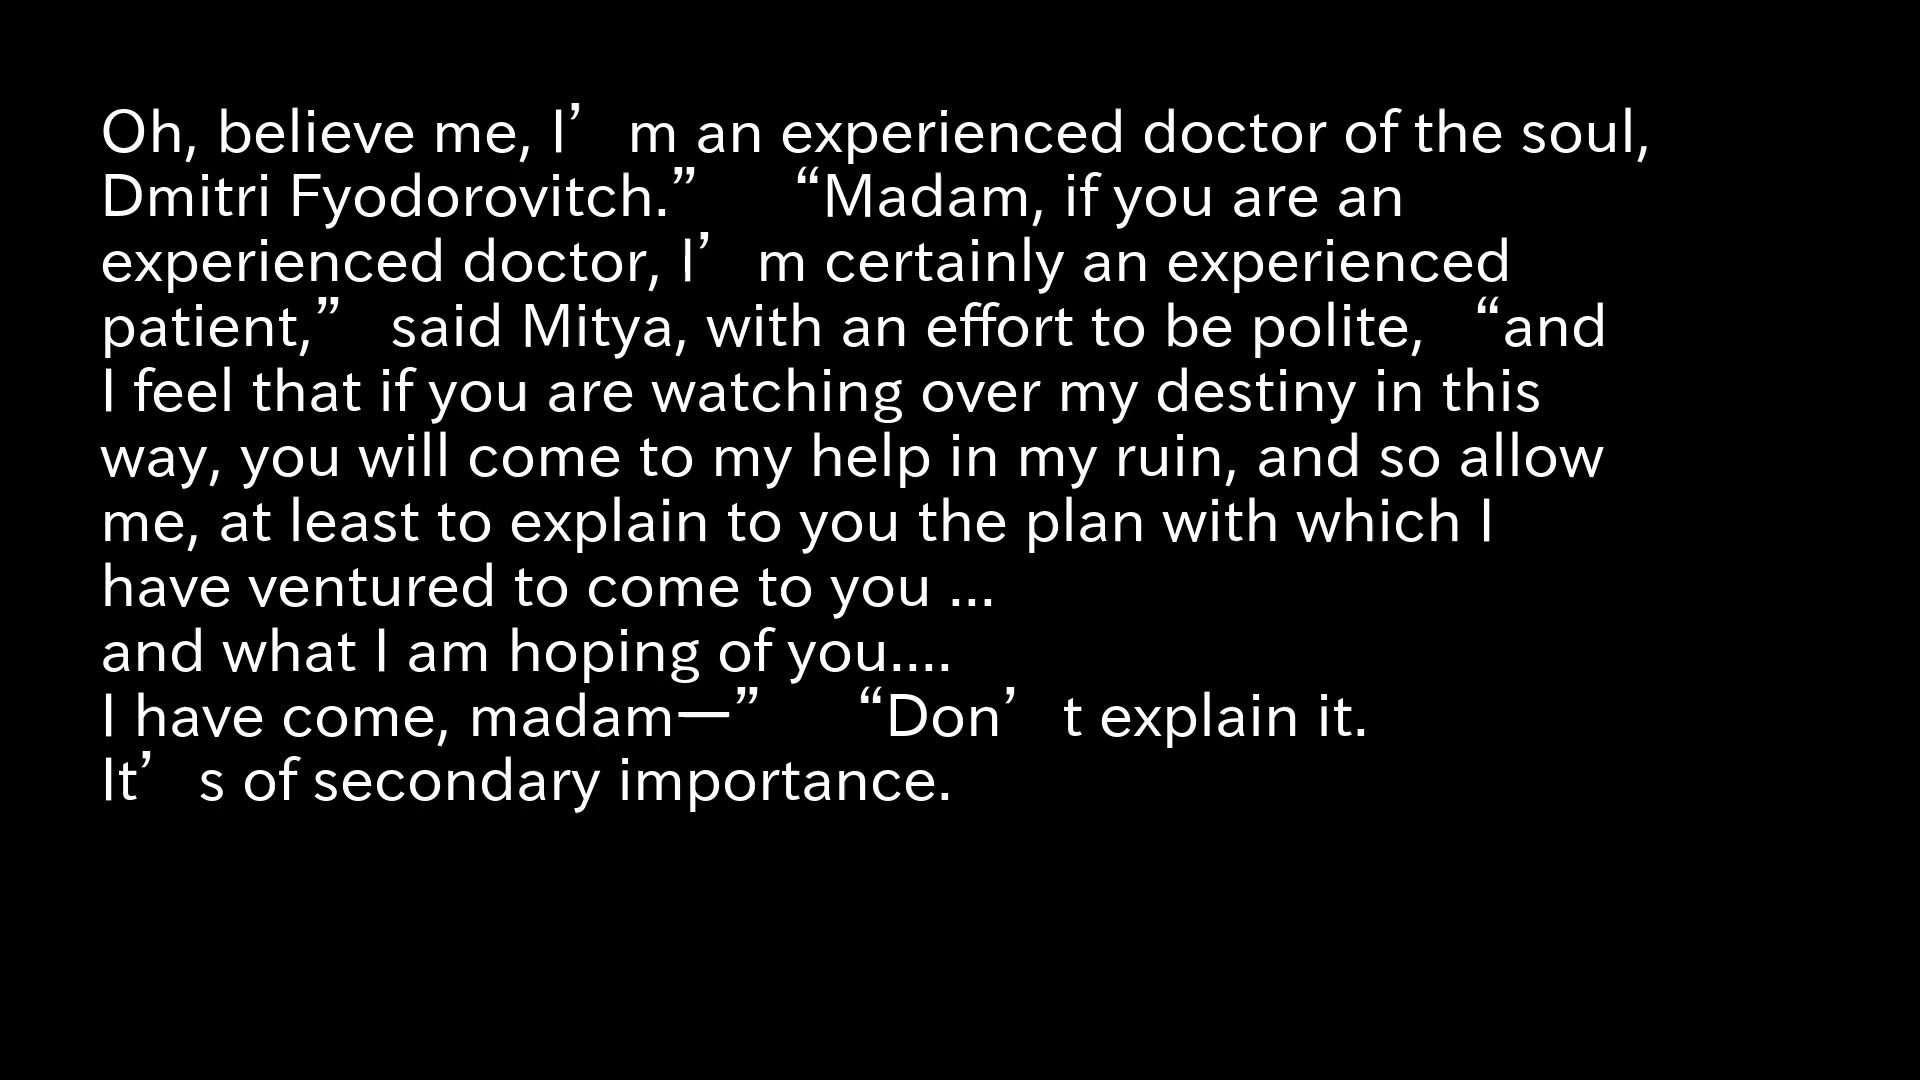 Oh, believe me, I’m an experienced doctor of the soul,
Dmitri Fyodorovitch.” “Madam, if you are an
experienced doctor, I’m certainly an experienced
patient,” said Mitya, with an effort to be polite, “and
I feel that if you are watching over my destiny in this
way, you will come to my help in my ruin, and so allow
me, at least to explain to you the plan with which I
have ventured to come to you ...
and what I am hoping of you....
I have come, madam—” “Don’t explain it.
It’s of secondary importance.